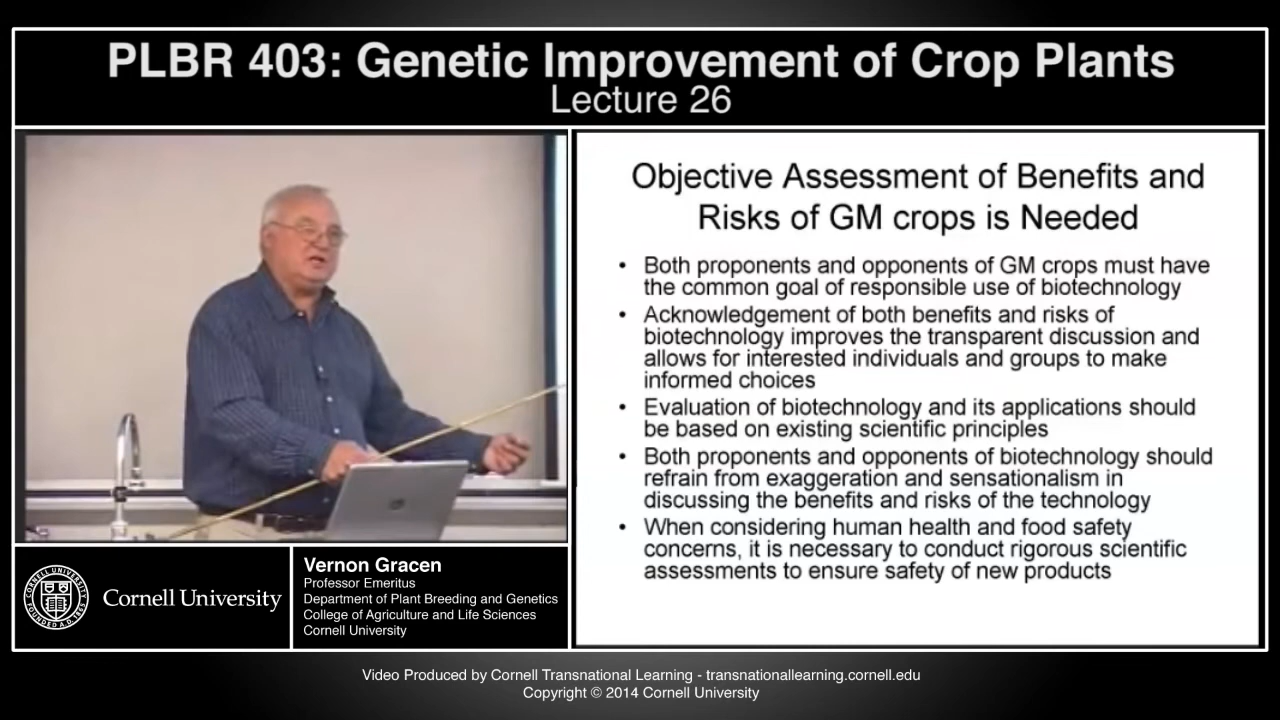 PLBR 403: Genetic Improvement of Crop Plants
Lecture 26
Objective Assessment of Benefits and
Risks of GM crops is Needed
• Both proponents and opponents of GM crops must have
the common goal of responsible use of biotechnology
• Acknowledgement of both benefits and risks of
biotechnology improves the transparent discussion and
allows for interested individuals and groups to make
informed choices
• Evaluation of biotechnology and its applications should
be based on existing scientific principles
• Both proponents and opponents of biotechnology should
refrain from exaggeration and sensationalism in
discussing the benefits and risks of the technology
• When considering human health and food safety
concerns, it is necessary to conduct rigorous scientific
assessments to ensure safety of new products
CORNELL UNIVERSITY
FOUNDED A.D. 1865
Cornell University
Vernon Gracen
Professor Emeritus
Department of Plant Breeding and Genetics
College of Agriculture and Life Sciences
Cornell University
Video Produced by Cornell Transnational Learning - transnationallearning.cornell.edu
Copyright © 2014 Cornell University